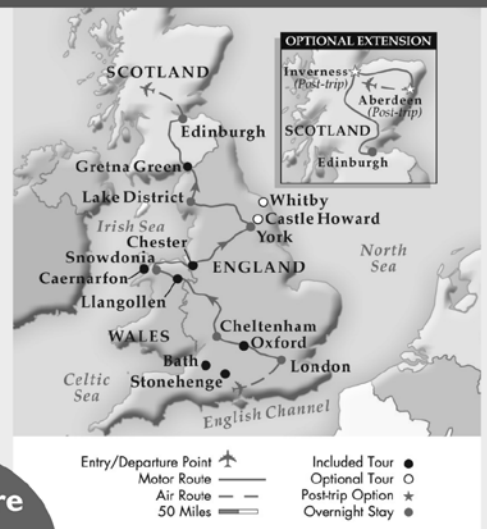 SCOTLAND
Edinburgh
Gretna Green
Lake District
Whitby
Castle Howard
York
Irish Sea
Chester
Snowdonia
Caernarfon
ENGLAND
North
Sea
Llangollen
WALES
Cheltenham
Oxford
Bath
London
Stonehenge
Celtic
Sea
English Channel
OPTIONAL EXTENSION
Inverness
(Post-trip)
Aberdeen
(Post-trip)
SCOTLAND
Edinburgh
Entry/Departure Point
Motor Route
Air Route
50 Miles
Included Tour
Optional Tour
Post-trip Option
Overnight Stay
re